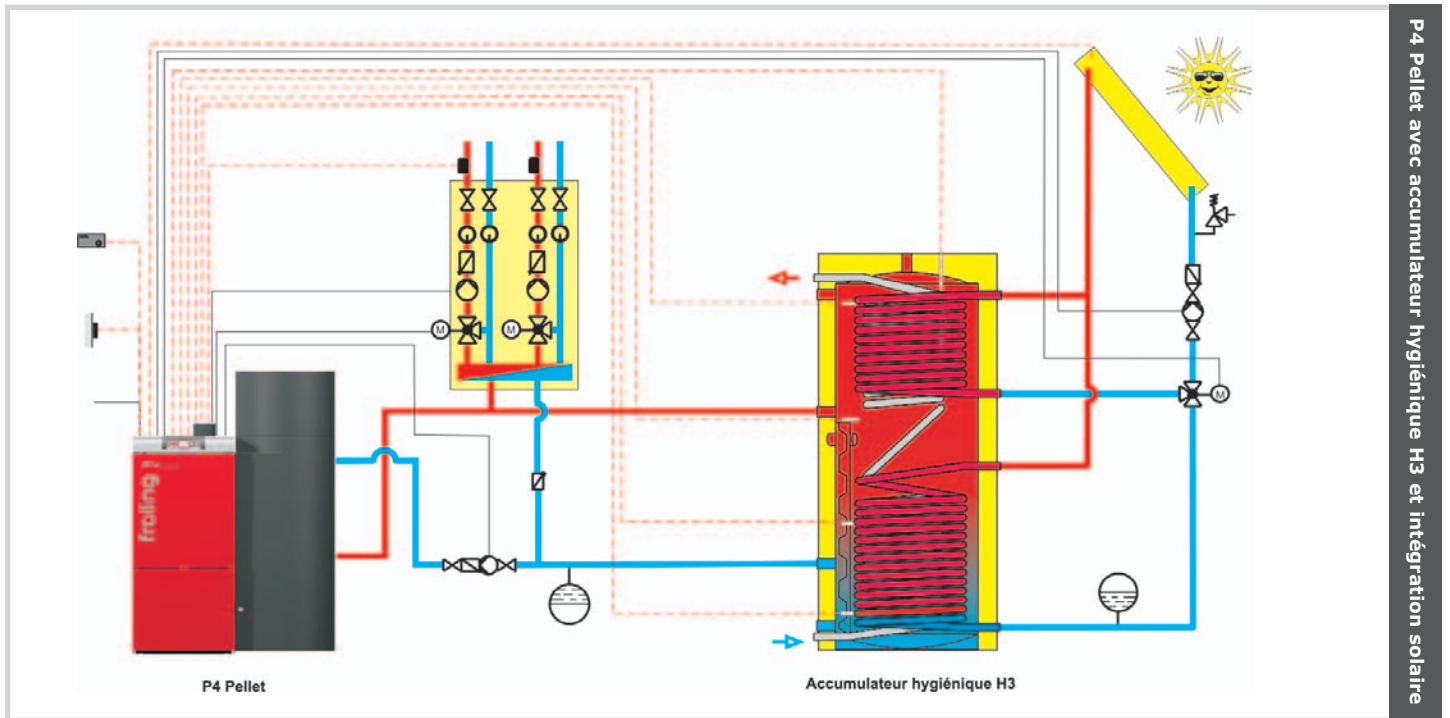 P4 Pellet avec accumulateur hygiénique H3 et intégration solaire
M
M
M
froling
P4 Pellet
Accumulateur hygiénique H3